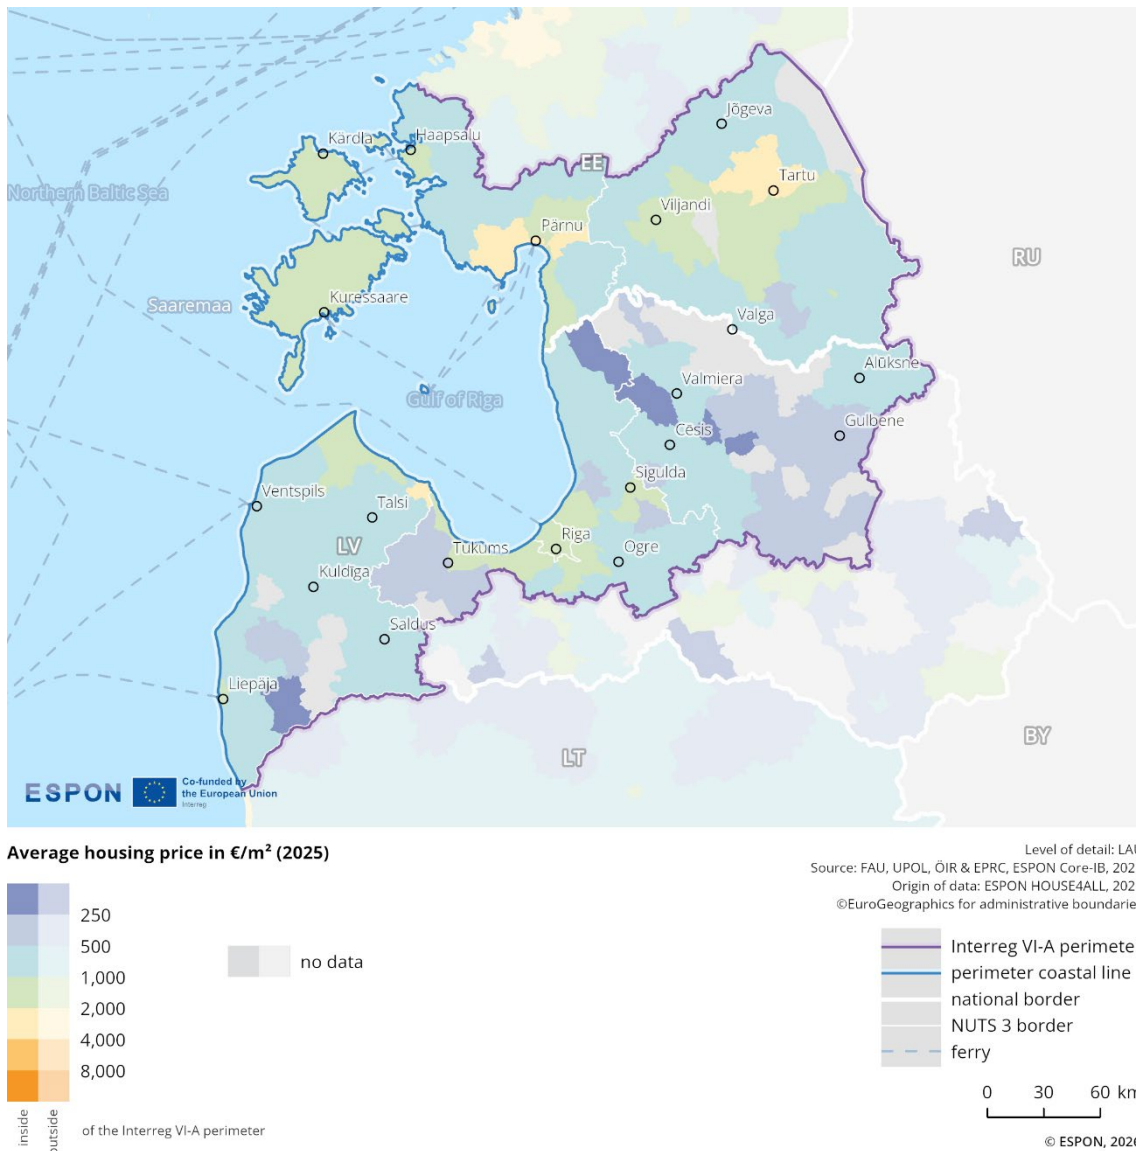 Jõgeva
Kärdla
Haapsalu
EE
Tartu
Northern Baltic Sea
Viljandi
Pärnu
RU
Saaremaa
Kuressaare
Valga
Alūksne
Valmiera
Gulf of Riga
Gulbene
Cēsis
Sigulda
Ventspils
Talsi
LV
Tukums
Riga
Ogre
Kuldīga
Saldus
Liepāja
BY
LT
ESPON
Co-funded by
the European Union
Interreg
Average housing price in €/m² (2025)
250
500
1,000
2,000
4,000
8,000
no data
inside
outside
of the Interreg VI-A perimeter
Level of detail: LAU
Source: FAU, UPOL, ÖIR & EPRC, ESPON Core-IB, 202
Origin of data: ESPON HOUSE4ALL, 202
©EuroGeographics for administrative boundarie
Interreg VI-A perimete
perimeter coastal line
national border
NUTS 3 border
ferry
0 30 60 km
© ESPON, 2026